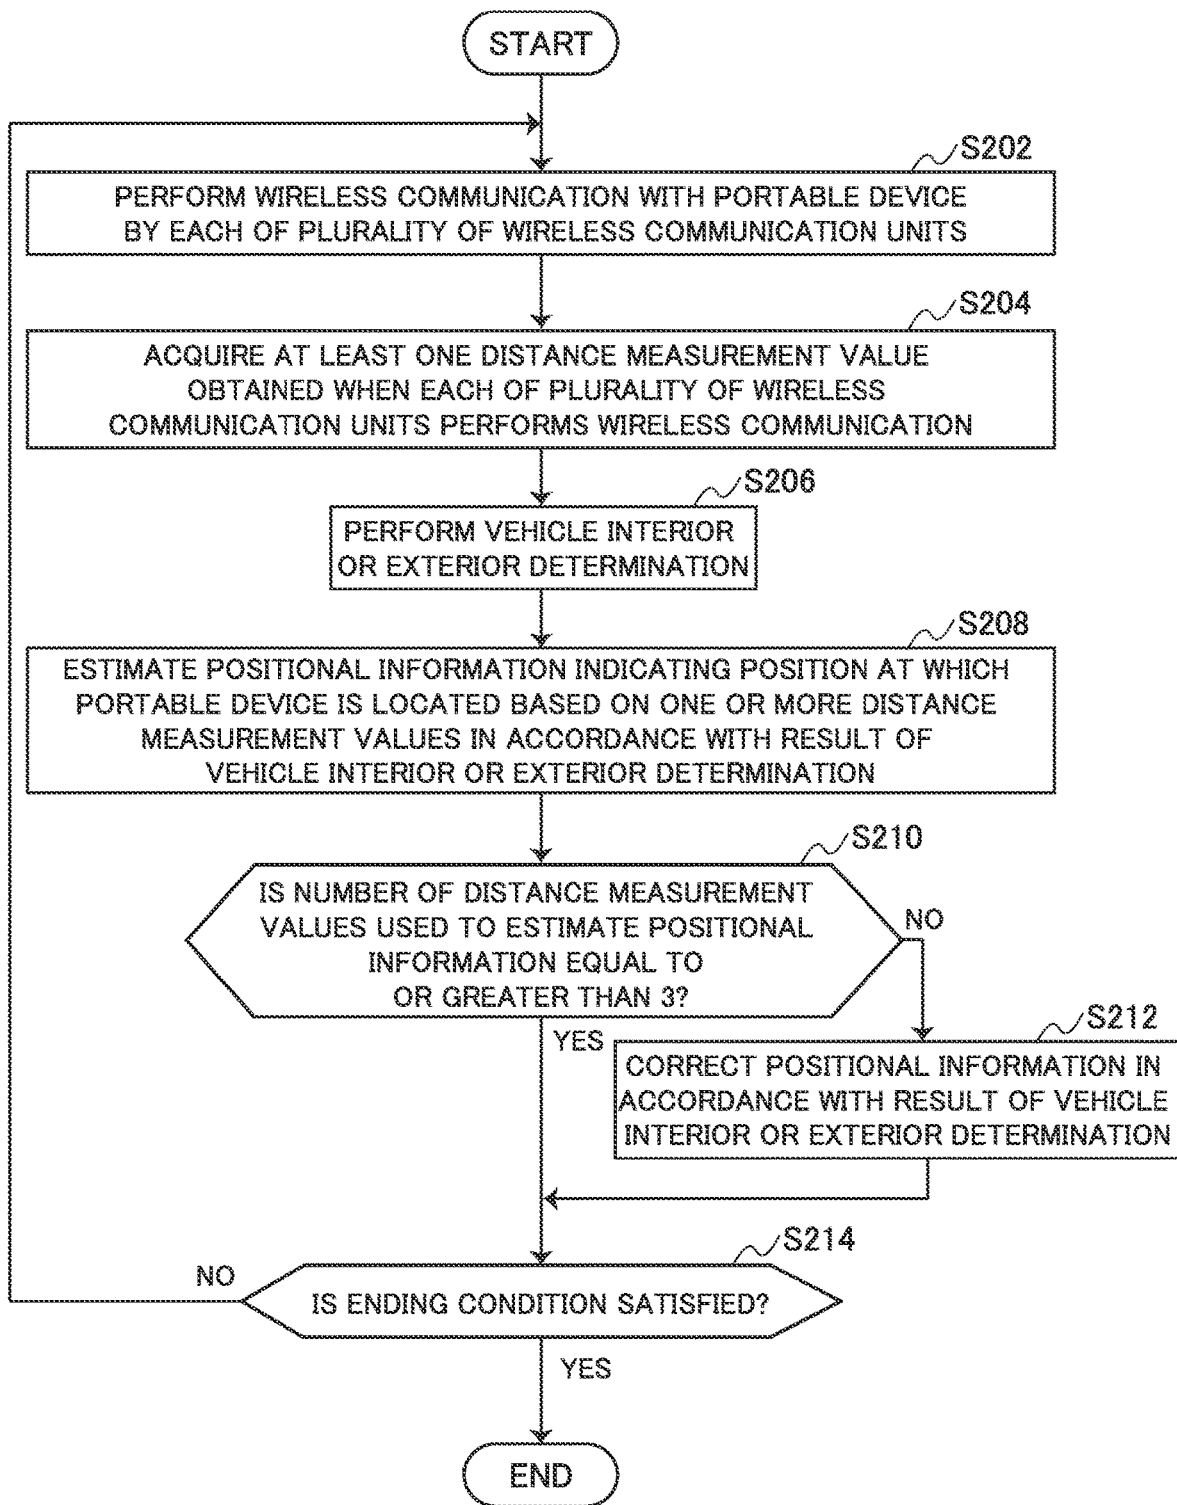 START
S202
PERFORM WIRELESS COMMUNICATION WITH PORTABLE DEVICE
BY EACH OF PLURALITY OF WIRELESS COMMUNICATION UNITS
S204
ACQUIRE AT LEAST ONE DISTANCE MEASUREMENT VALUE
OBTAINED WHEN EACH OF PLURALITY OF WIRELESS
COMMUNICATION UNITS PERFORMS WIRELESS COMMUNICATION
S206
PERFORM VEHICLE INTERIOR
OR EXTERIOR DETERMINATION
S208
ESTIMATE POSITIONAL INFORMATION INDICATING POSITION AT WHICH
PORTABLE DEVICE IS LOCATED BASED ON ONE OR MORE DISTANCE
MEASUREMENT VALUES IN ACCORDANCE WITH RESULT OF
VEHICLE INTERIOR OR EXTERIOR DETERMINATION
S210
IS NUMBER OF DISTANCE MEASUREMENT
VALUES USED TO ESTIMATE POSITIONAL
INFORMATION EQUAL TO
OR GREATER THAN 3?
NO
YES
S212
CORRECT POSITIONAL INFORMATION IN
ACCORDANCE WITH RESULT OF VEHICLE
INTERIOR OR EXTERIOR DETERMINATION
S214
NO
IS ENDING CONDITION SATISFIED?
YES
END